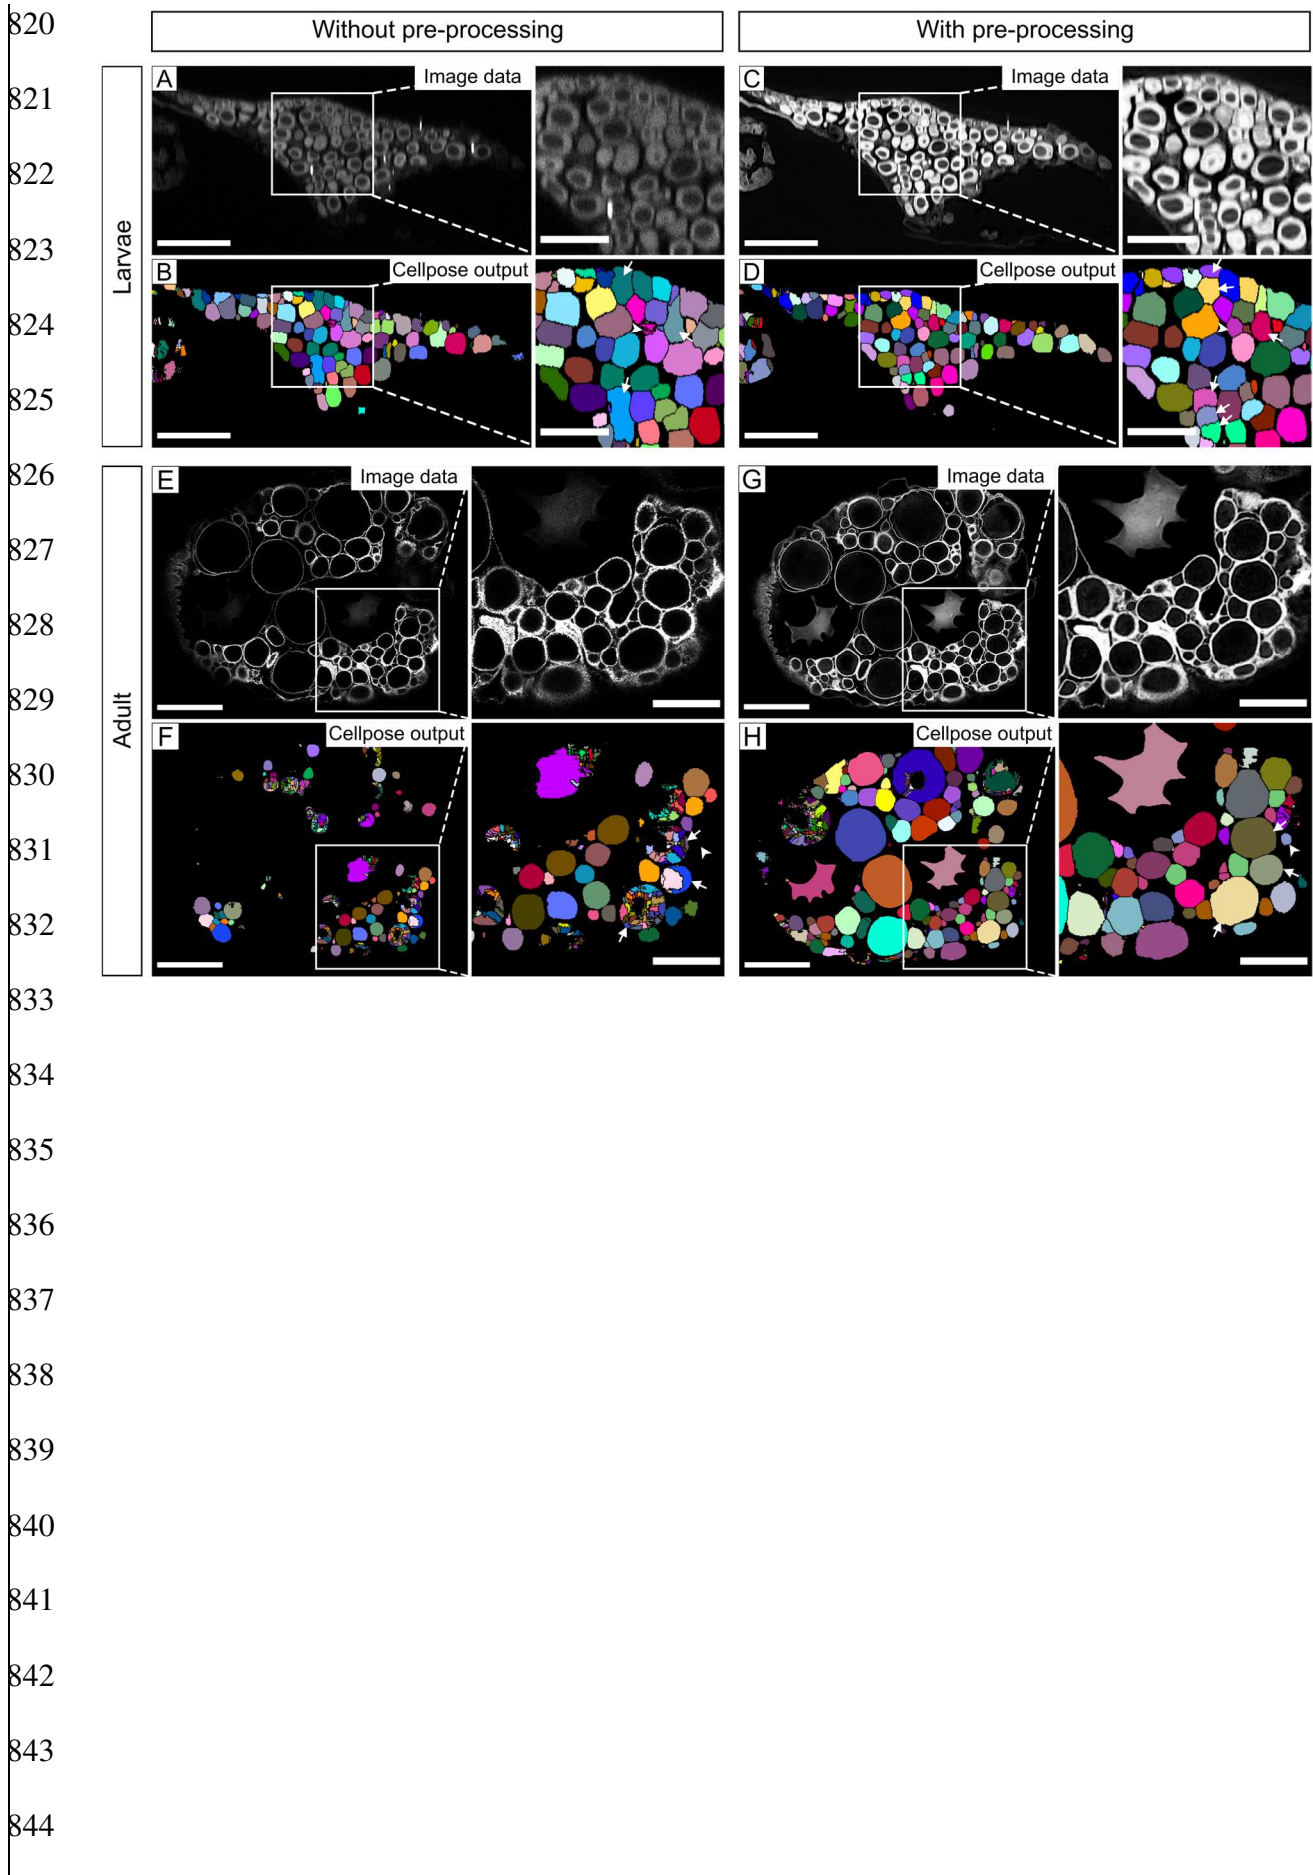 820
Without pre-processing
With pre-processing
821
822
823
824
825
826
827
828
829
830
831
832
Larvae
A
Image data
C
Image data
B
Cellpose output
D
Cellpose output
Adult
E
Image data
G
Image data
F
Cellpose output
H
Cellpose output
833
834
835
836
837
838
839
840
841
842
843
844